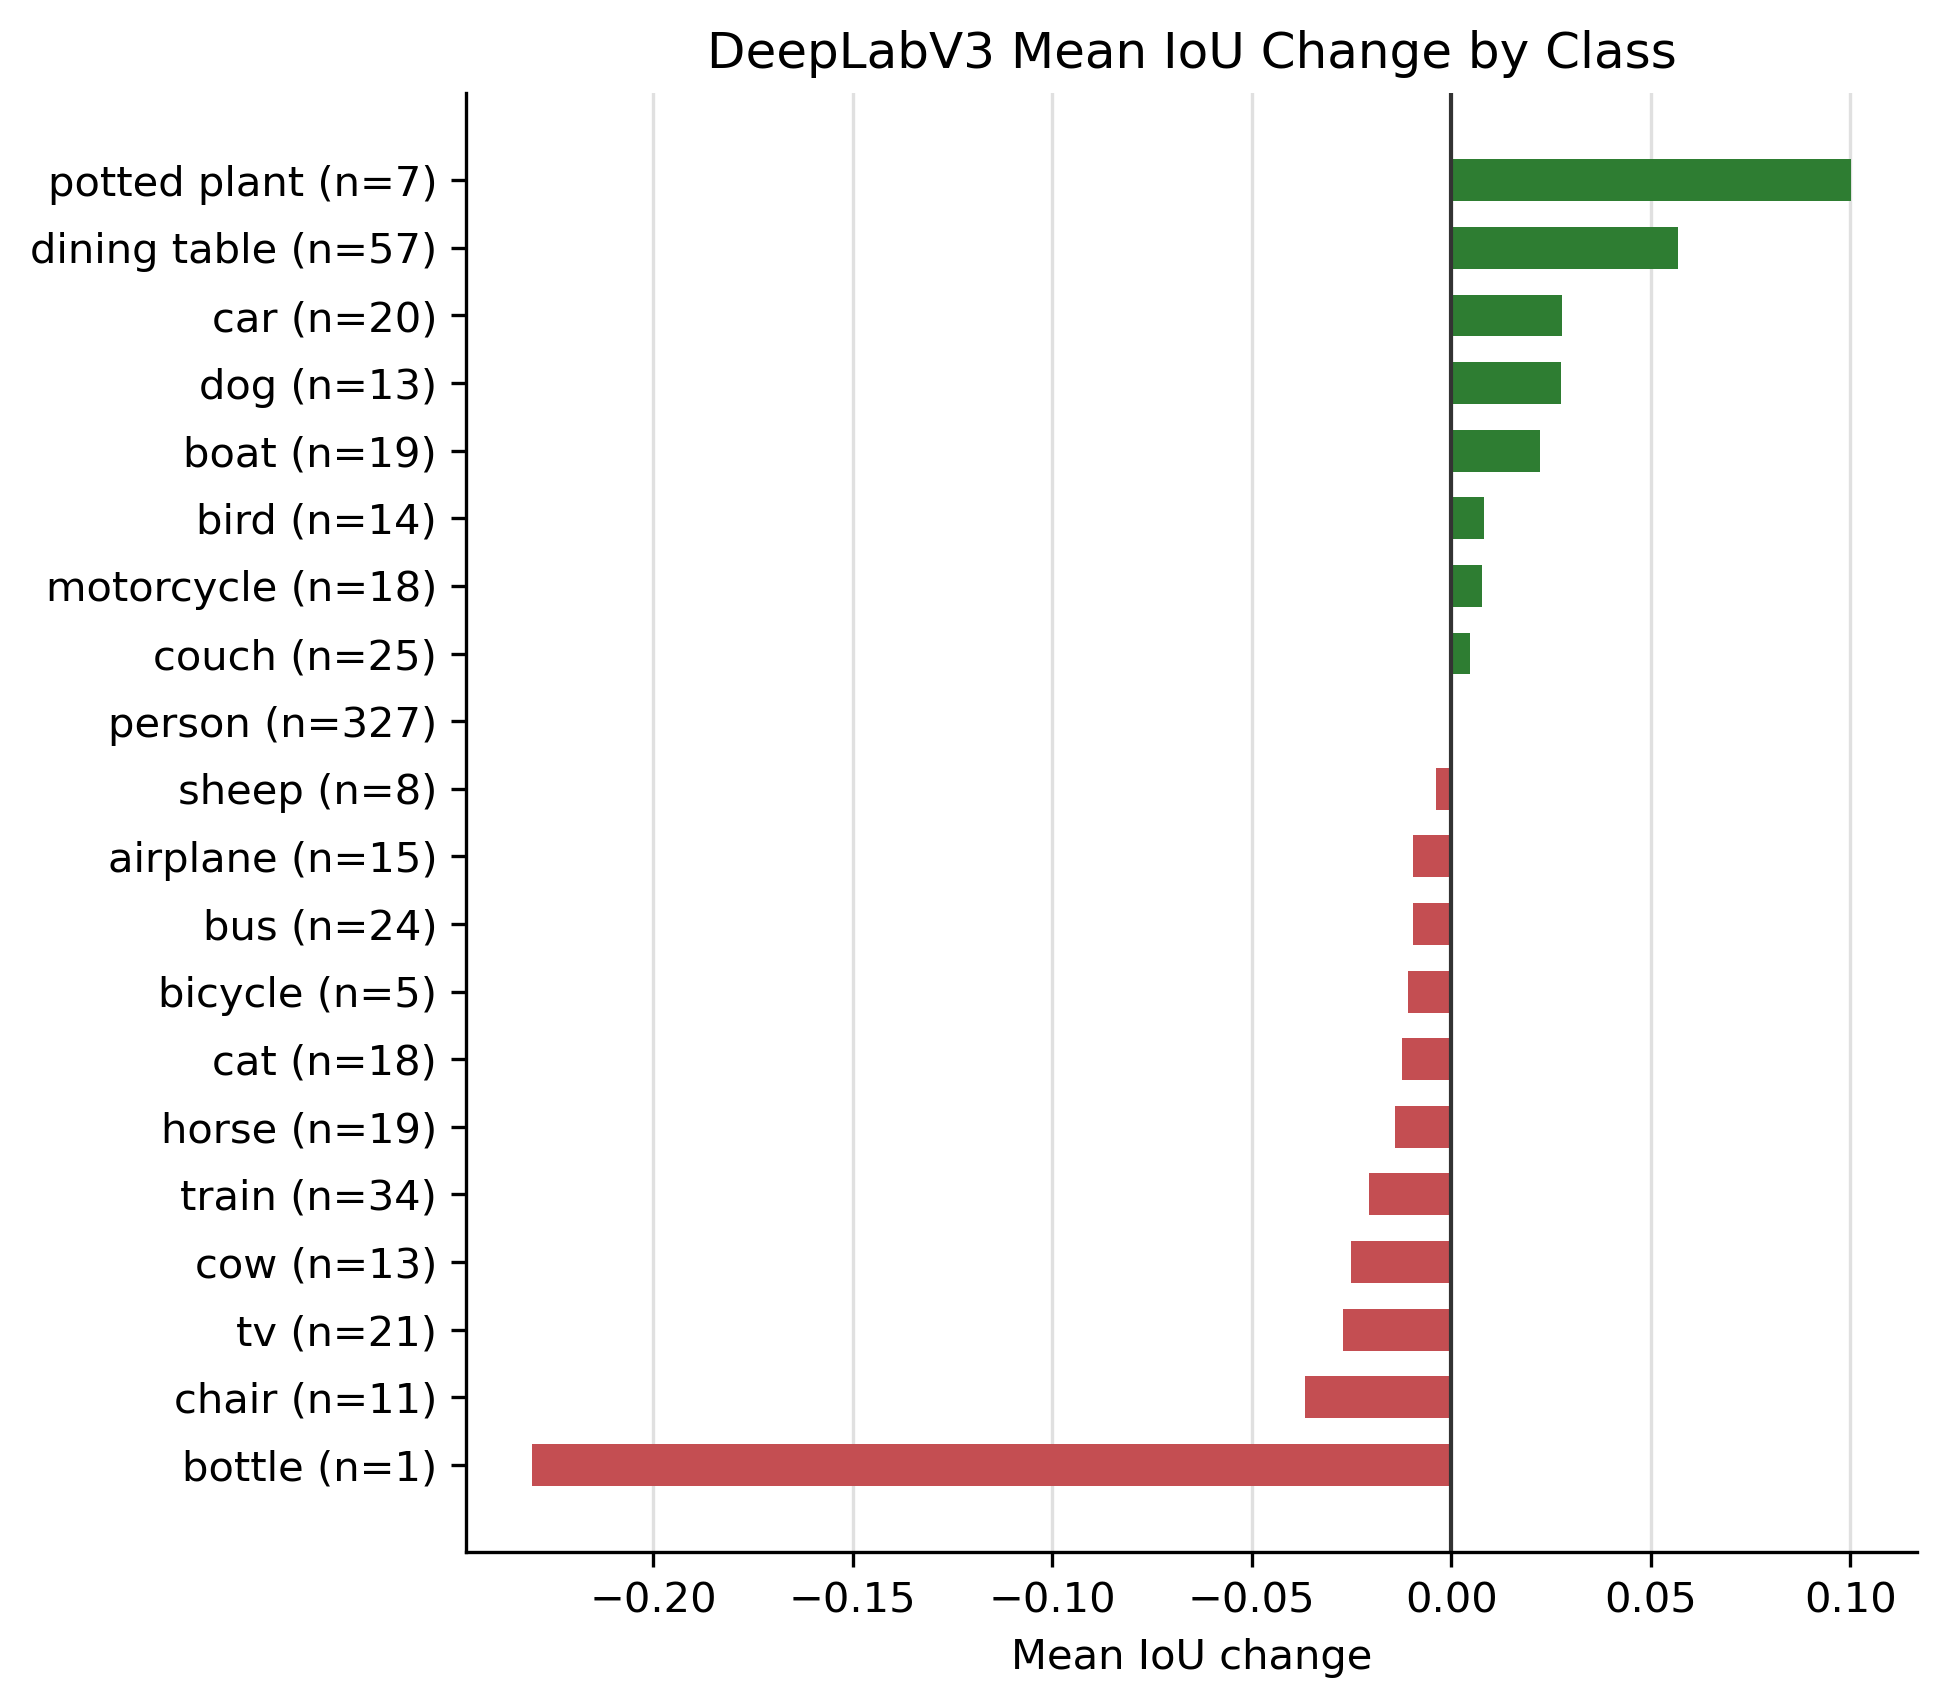 DeepLabV3 Mean IoU Change by Class
potted plant (n=7)
dining table (n=57)
car (n=20)
dog (n=13)
boat (n=19)
bird (n=14)
motorcycle (n=18)
couch (n=25)
person (n=327)
sheep (n=8)
airplane (n=15)
bus (n=24)
bicycle (n=5)
cat (n=18)
horse (n=19)
train (n=34)
cow (n=13)
tv (n=21)
chair (n=11)
bottle (n=1)
−0.20 −0.15 −0.10 −0.05 0.00 0.05 0.10
Mean IoU change